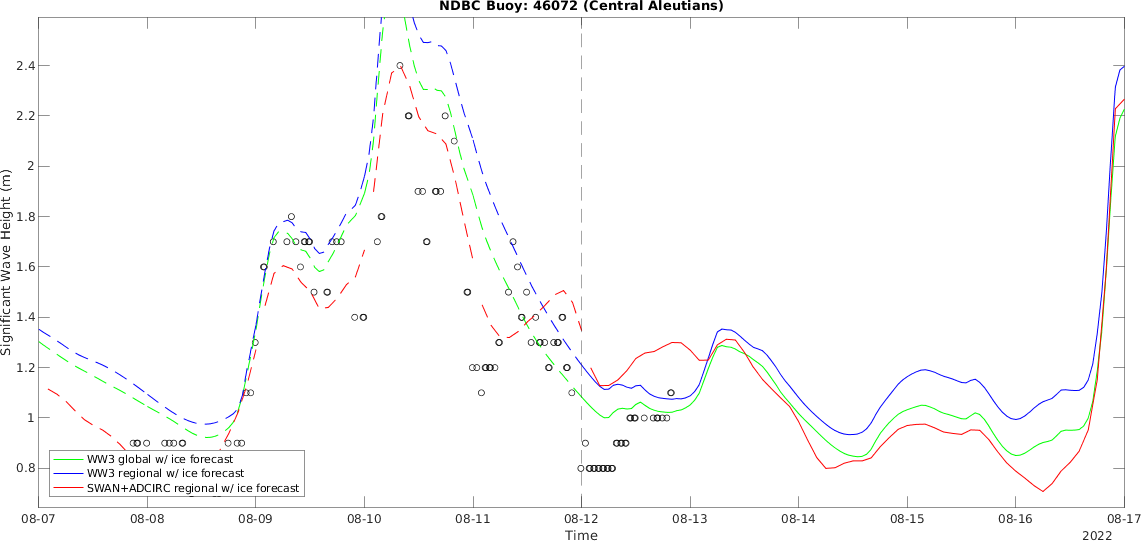 NDBC Buoy: 46072 (Central Aleutians)
Significant Wave Height (m)
2.4
2.2
2
1.8
1.6
1.4
1.2
1
0.8
WW3 global w/ ice forecast
WW3 regional w/ ice forecast
SWAN+ADCIRC regional w/ ice forecast
08-07 08-08 08-09 08-10 08-11 08-12 08-13 08-14 08-15 08-16 08-17
Time
2022